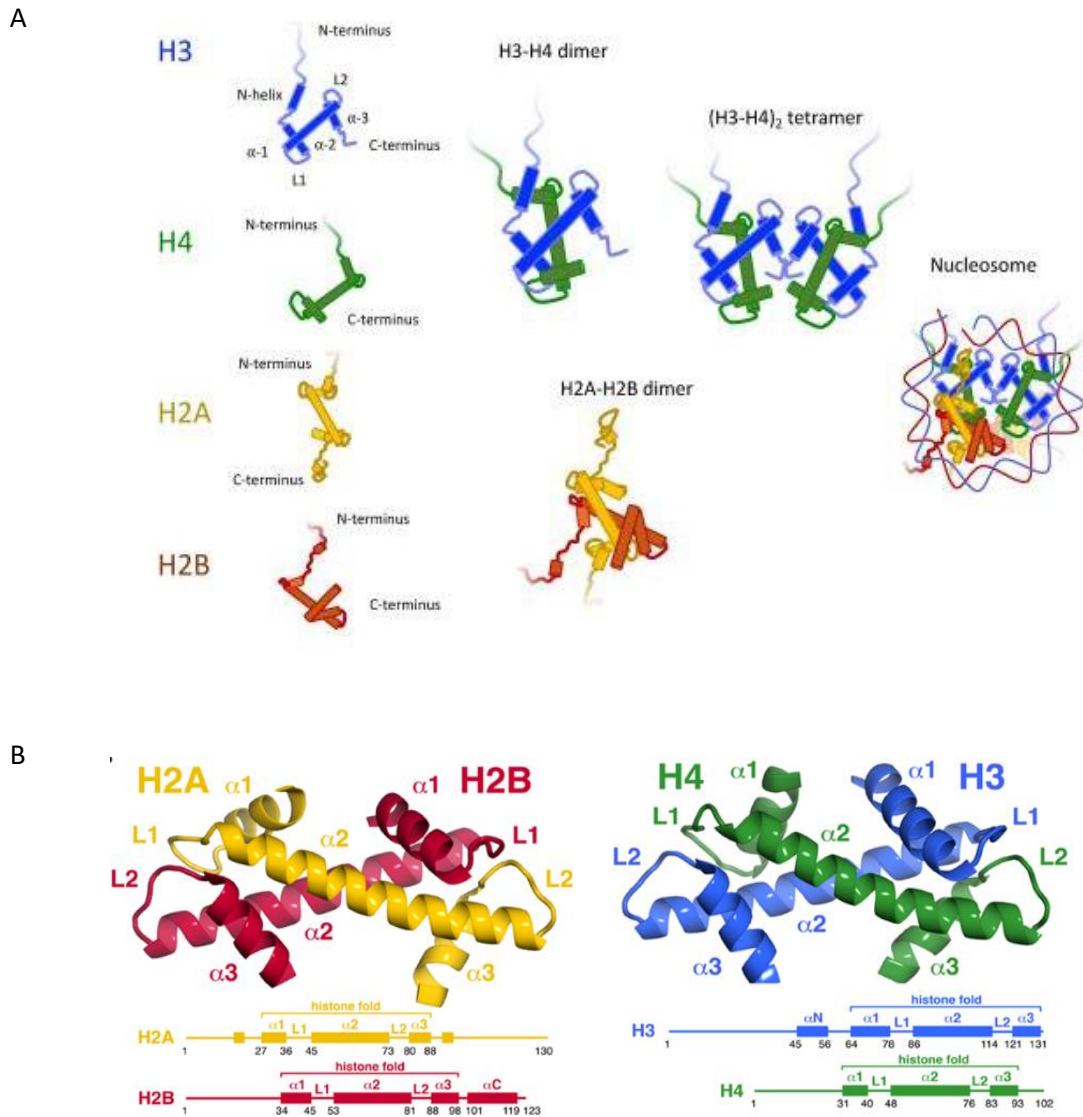 A
H3
N-terminus
N-helix
L2
α-3
α-1
α-2
C-terminus
L1
H3-H4 dimer
(H3-H4)₂ tetramer
H4
N-terminus
C-terminus
Nucleosome
H2A
N-terminus
C-terminus
H2A-H2B dimer
H2B
N-terminus
C-terminus
B
H2A
α1
H2B
L1
α2
L1
L2
L2
α2
α3
α3
histone fold
H2A
α1
L1
α2
L2
α3
1 27 36 45 73 80 88 130
histone fold
H2B
α1
L1
α2
L2
α3
αC
1 34 45 53 81 88 98 101 119 123
H4
α1
α1
H3
L1
α2
L1
L2
L2
α2
α3
α3
histone fold
H3
αN
α1
L1
α2
L2
α3
1 45 56 64 78 86 114 121 131
histone fold
H4
α1
L1
α2
L2
α3
1 31 40 48 76 83 93 102